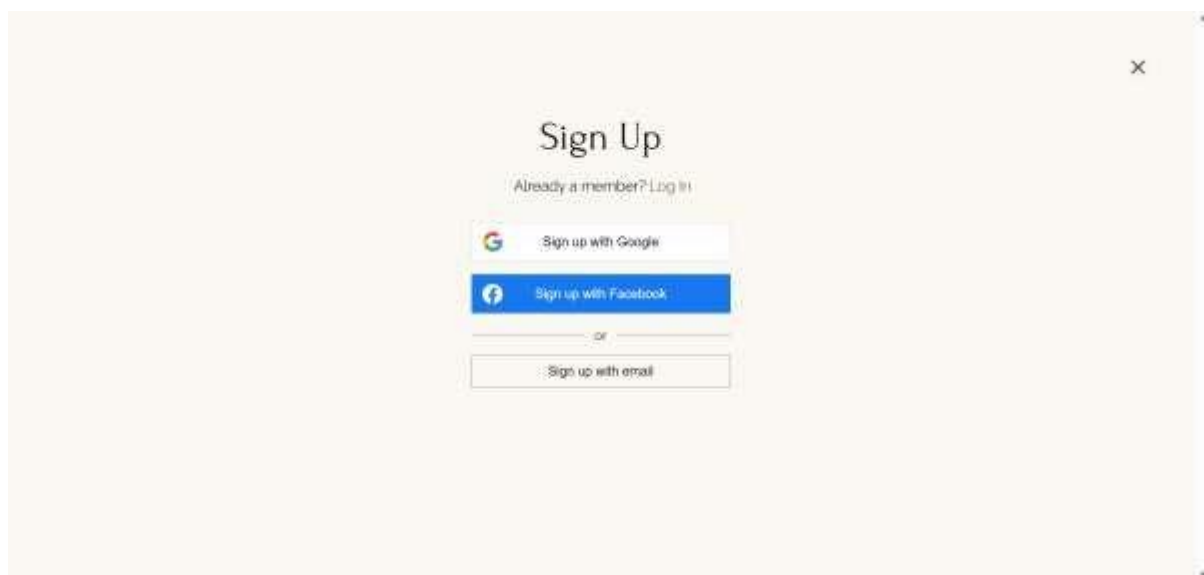 Sign Up
Already a member? Log In
Sign up with Google
Sign up with Facebook
or
Sign up with email